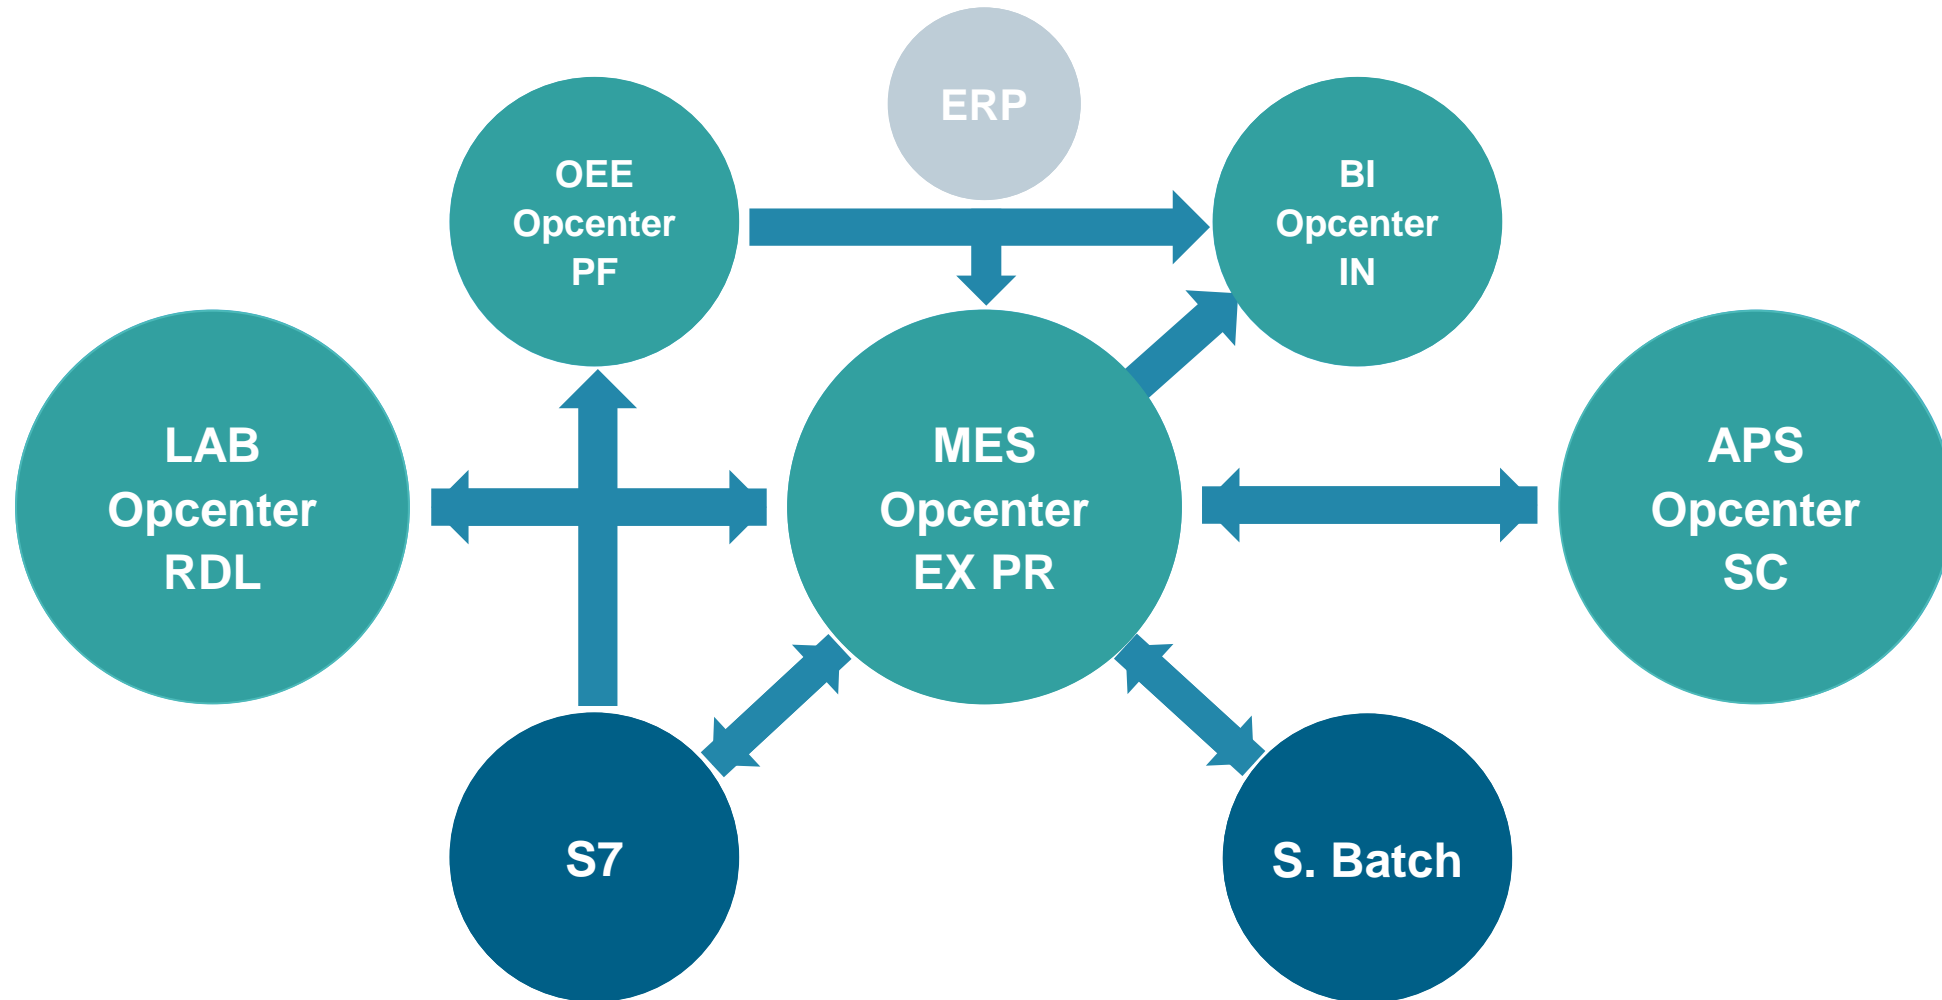 ERP
OEE
Opcenter
PF
BI
Opcenter
IN
LAB
Opcenter
RDL
MES
Opcenter
EX PR
APS
Opcenter
SC
S7
S. Batch